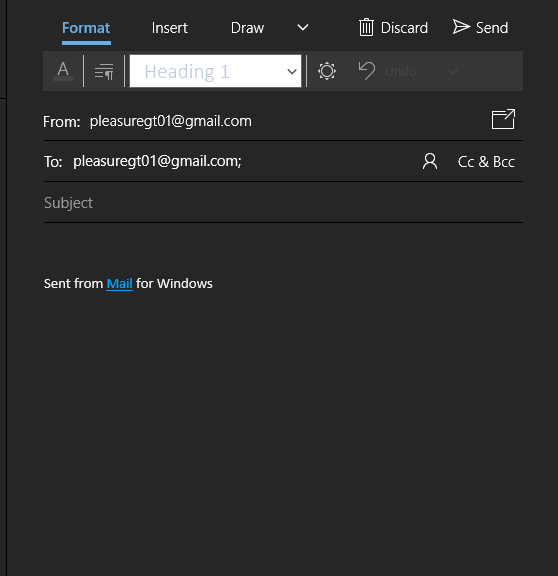 Format Insert Draw Discard Send
A Heading 1 Undo
From: pleasuregt01@gmail.com
To: pleasuregt01@gmail.com; Cc & Bcc
Subject
Sent from Mail for Windows